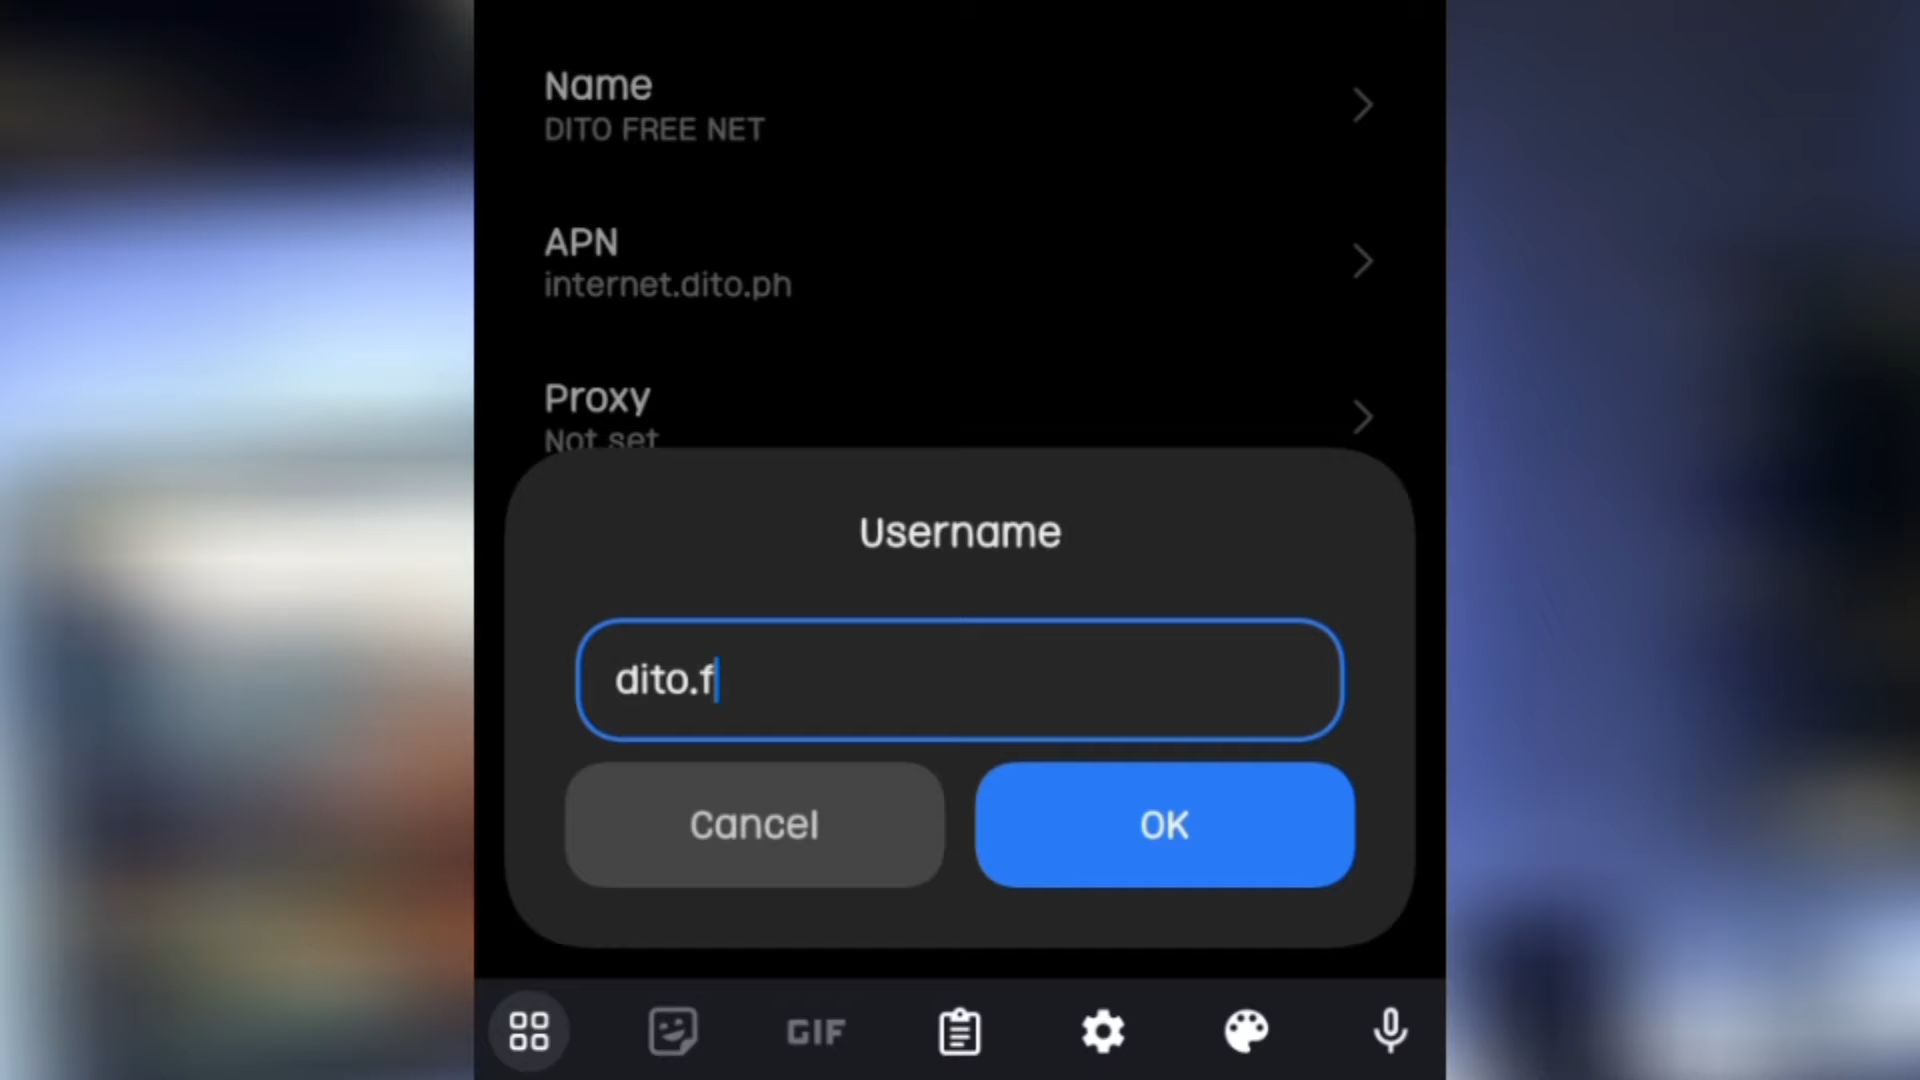 Name
DITO FREE NET
APN
internet.dito.ph
Proxy
Not set
Username
dito.f
Cancel
OK
GIF